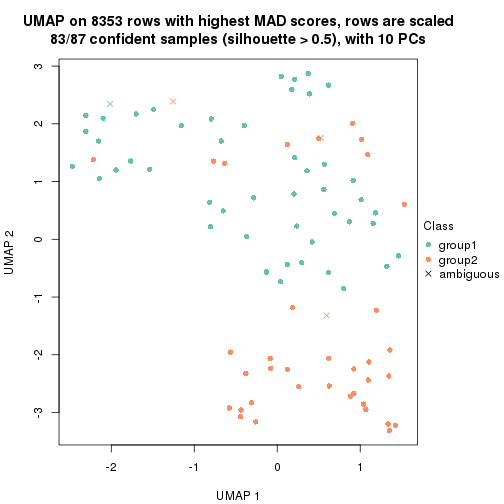 UMAP on 8353 rows with highest MAD scores, rows are scaled
83/87 confident samples (silhouette > 0.5), with 10 PCs
3
2
1
0
-1
-2
-3
UMAP 2
-2
-1
0
1
UMAP 1
Class
group1
group2
ambiguous